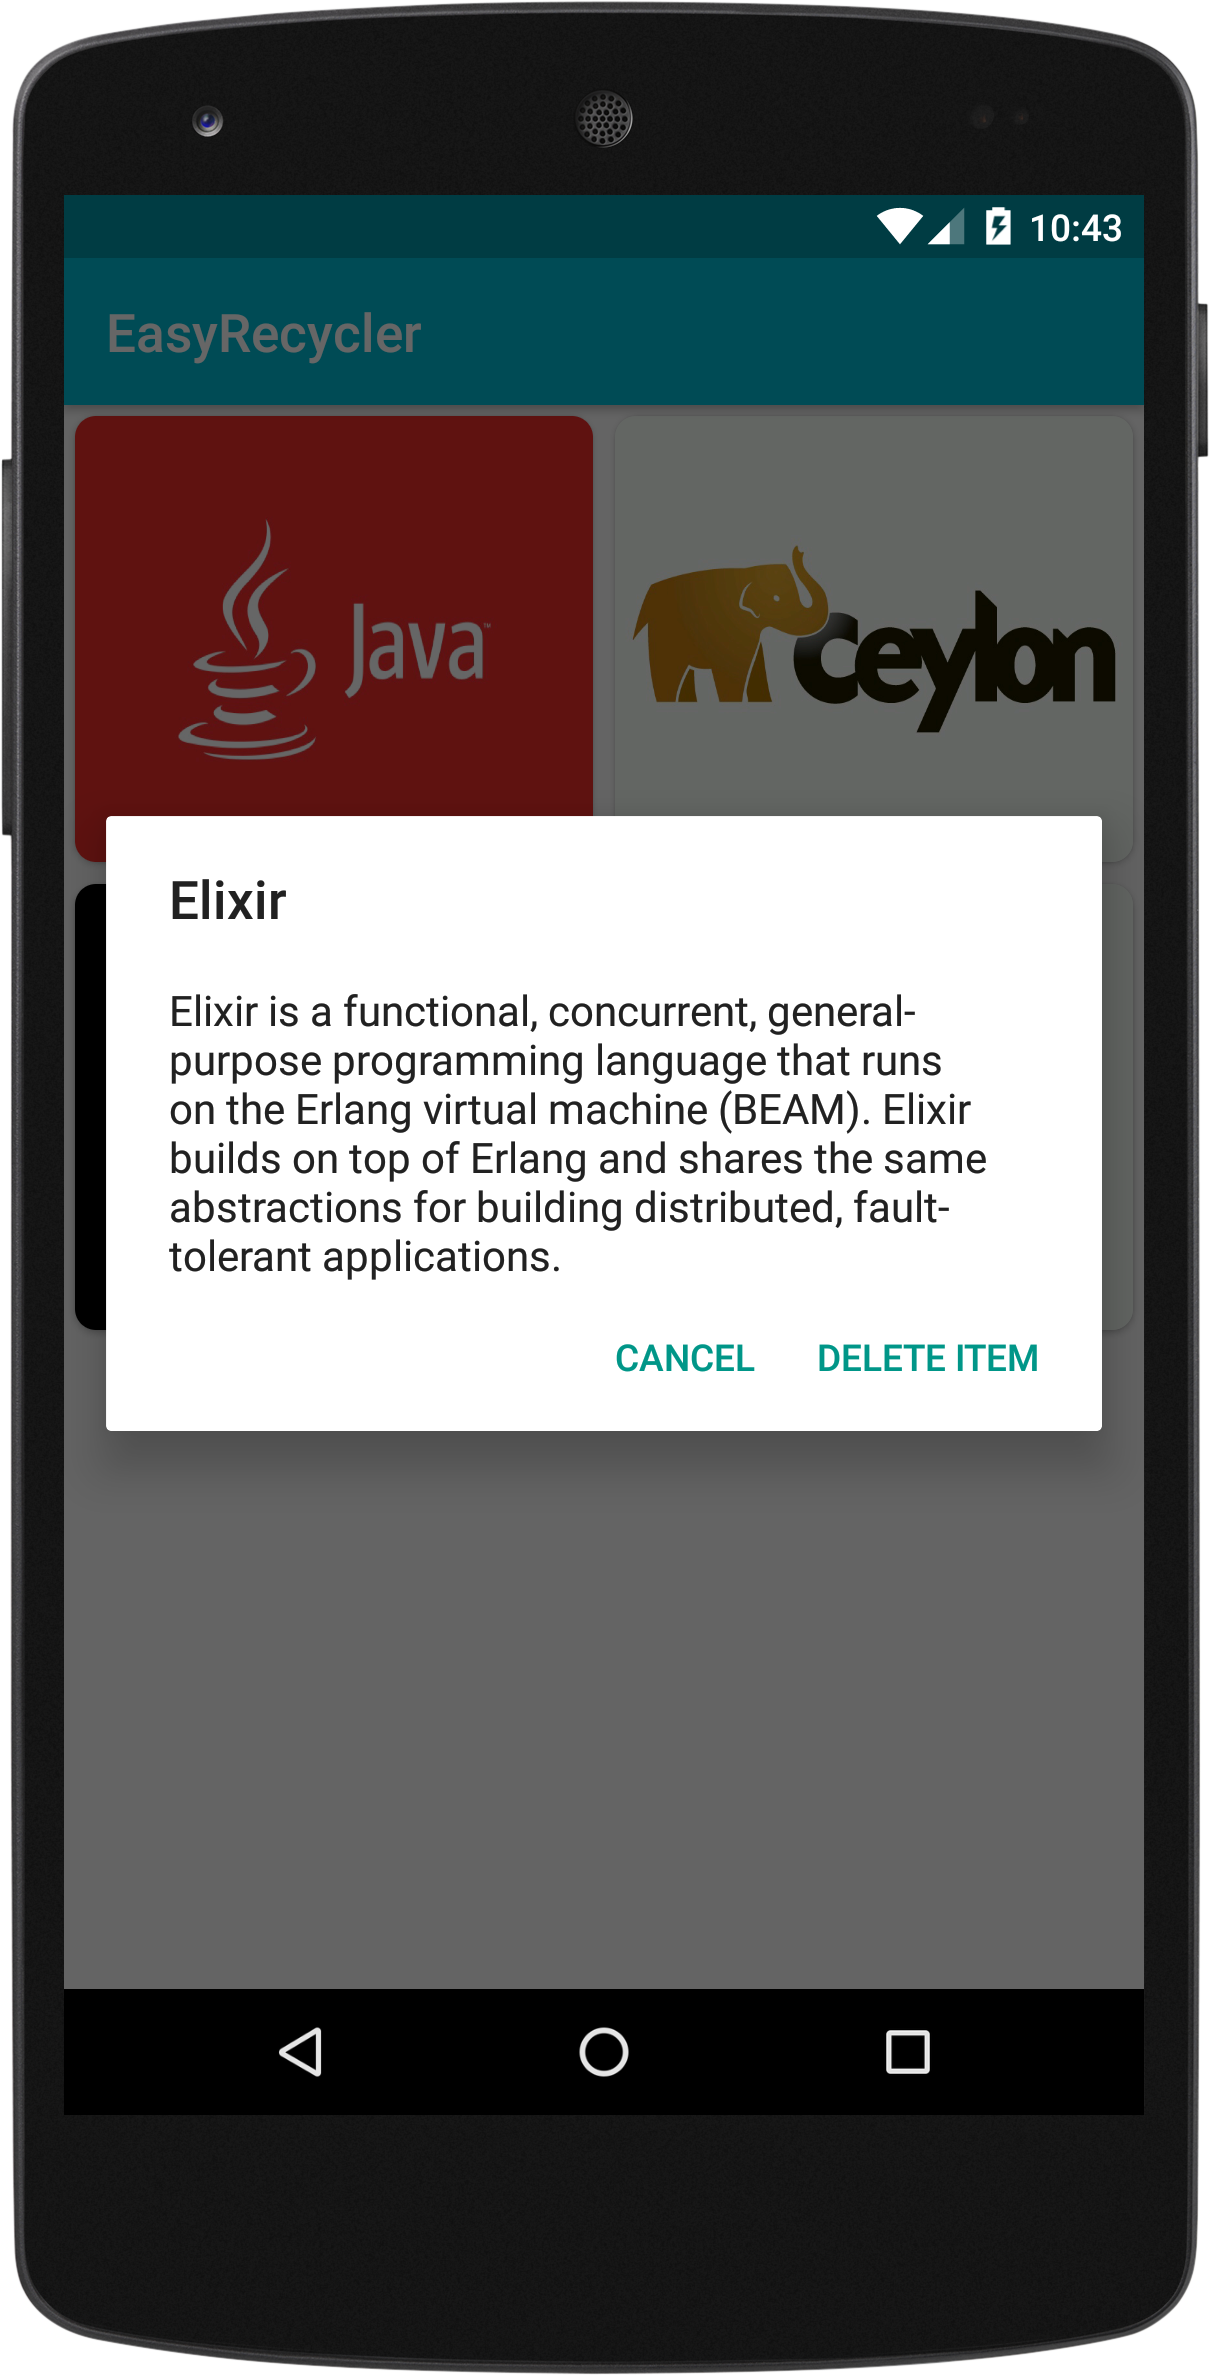 10:43
EasyRecycler
Java™
ceylon
Elixir
Elixir is a functional, concurrent, general-
purpose programming language that runs
on the Erlang virtual machine (BEAM). Elixir
builds on top of Erlang and shares the same
abstractions for building distributed, fault-
tolerant applications.
CANCEL DELETE ITEM